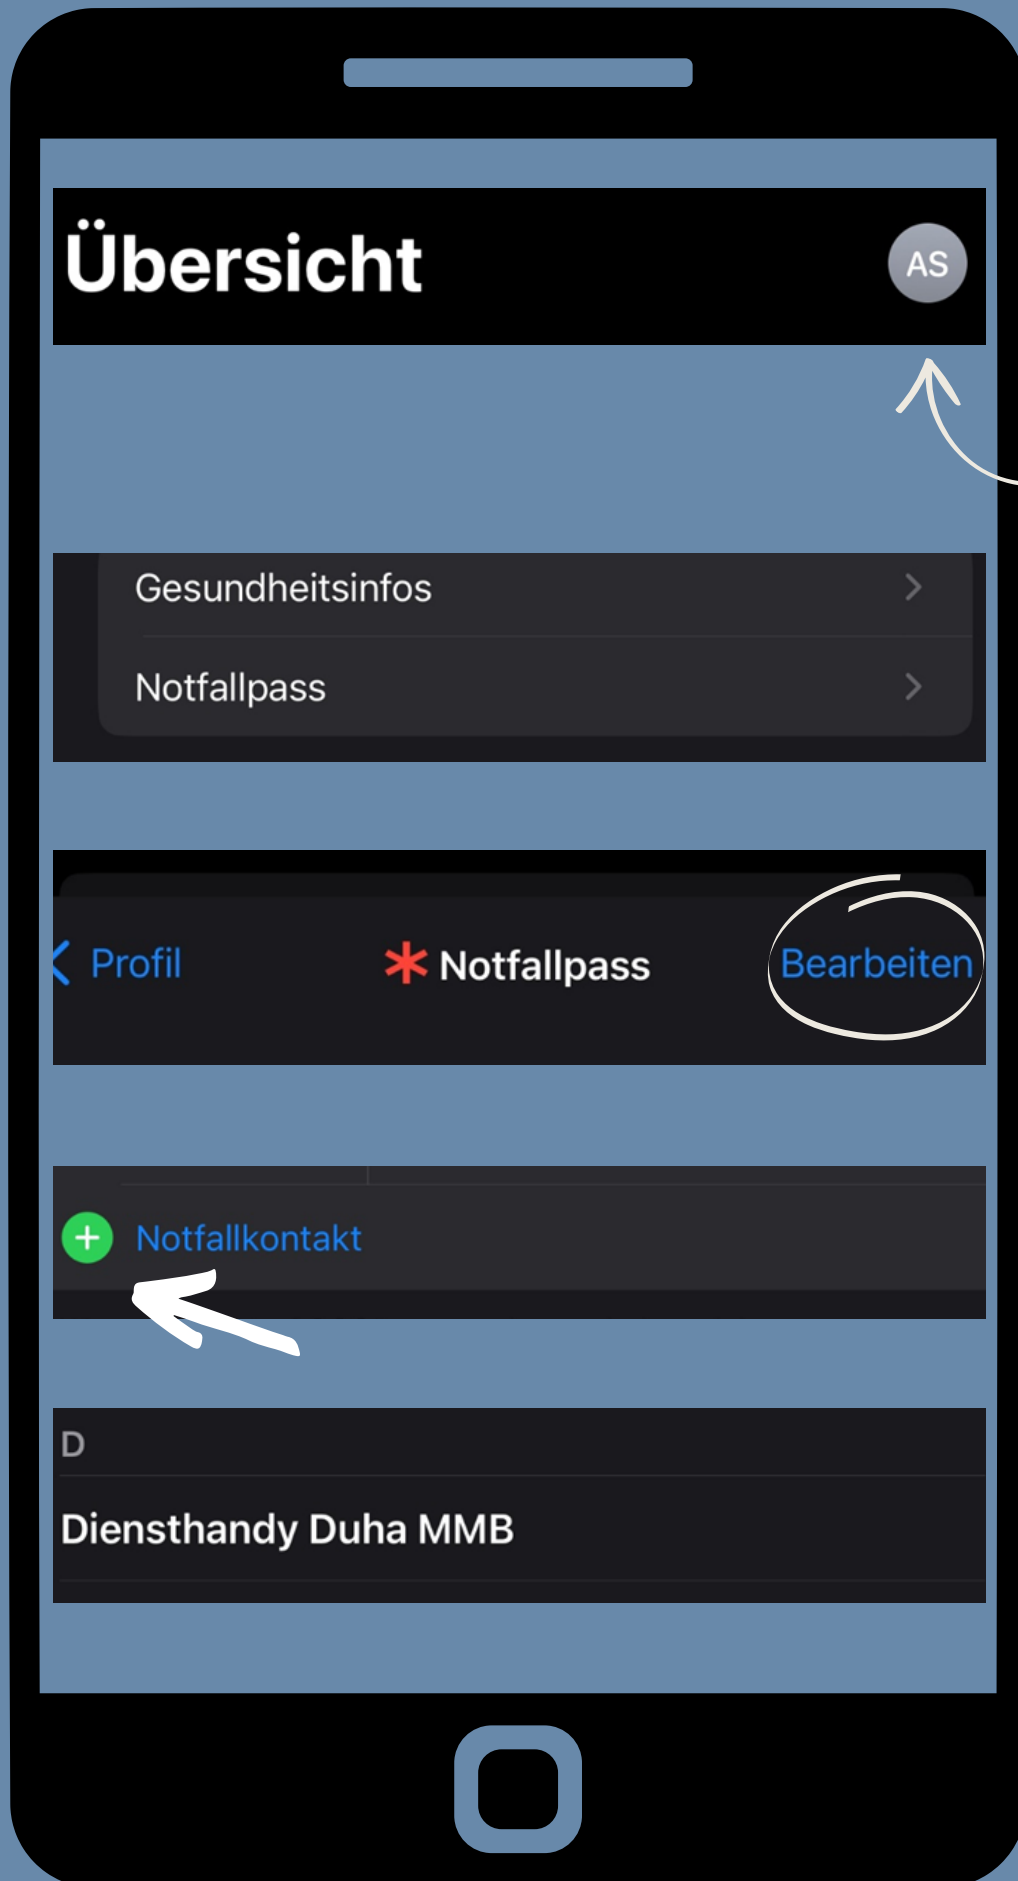 Übersicht
AS
Gesundheitsinfos
Notfallpass
Profil
Notfallpass
Bearbeiten
Notfallkontakt
D
Diensthandy Duha MMB